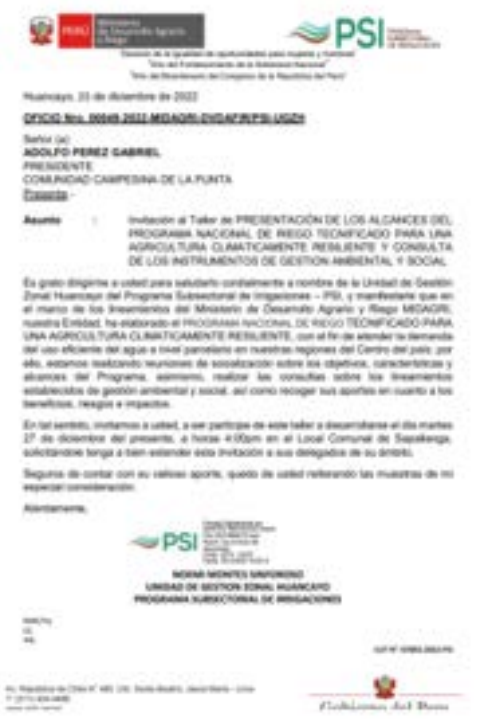 PERÚ
Ministerio
de Desarrollo Agrario
y Riego
PSI
"Decenio de la igualdad de oportunidades para mujeres y hombres"
"Año del Fortalecimiento de la Soberanía Nacional"
"Año del Bicentenario del Congreso de la República del Perú"
Huancayo, 23 de diciembre de 2022
OFICIO Nro. 00049-2022-MIDAGRI-DVDAFIR/PSI-UGZH
Señor (a)
ADOLFO PEREZ GABRIEL
PRESIDENTE
COMUNIDAD CAMPESINA DE LA PUNTA
Presente.-
Asunto : Invitación al Taller de PRESENTACIÓN DE LOS ALCANCES DEL
PROGRAMA NACIONAL DE RIEGO TECNIFICADO PARA UNA
AGRICULTURA CLIMATICAMENTE RESILIENTE Y CONSULTA
DE LOS INSTRUMENTOS DE GESTION AMBIENTAL Y SOCIAL
Es grato dirigirme a usted para saludarlo cordialmente a nombre de la Unidad de Gestión
Zonal Huancayo del Programa Subsectorial de Irrigaciones – PSI, y manifestarle que en
el marco de los lineamientos del Ministerio de Desarrollo Agrario y Riego MIDAGRI,
nuestra Entidad, ha elaborado el PROGRAMA NACIONAL DE RIEGO TECNIFICADO PARA
UNA AGRICULTURA CLIMATICAMENTE RESILIENTE, con el fin de atender la demanda
del uso eficiente del agua a nivel parcelario en nuestras regiones del Centro del país; por
ello, estamos realizando reuniones de socialización sobre los objetivos, características y
alcances del Programa, asimismo, realizar las consultas sobre los lineamientos
establecidos de gestión ambiental y social, así como recoger sus aportes en cuanto a los
beneficios, riesgos e impactos.
En tal sentido, invitamos a usted, a ser partícipe de este taller a desarrollarse el día martes
27 de diciembre del presente, a horas 4:00pm en el Local Comunal de Sapallanga,
solicitándole tenga a bien extender esta invitación a sus delegados de su ámbito.
Seguros de contar con su valioso aporte, quedo de usted reiterando las muestras de mi
especial consideración.
Atentamente,
PSI
UNIDAD DE GESTION ZONAL HUANCAYO
PROGRAMA SUBSECTORIAL DE IRRIGACIONES